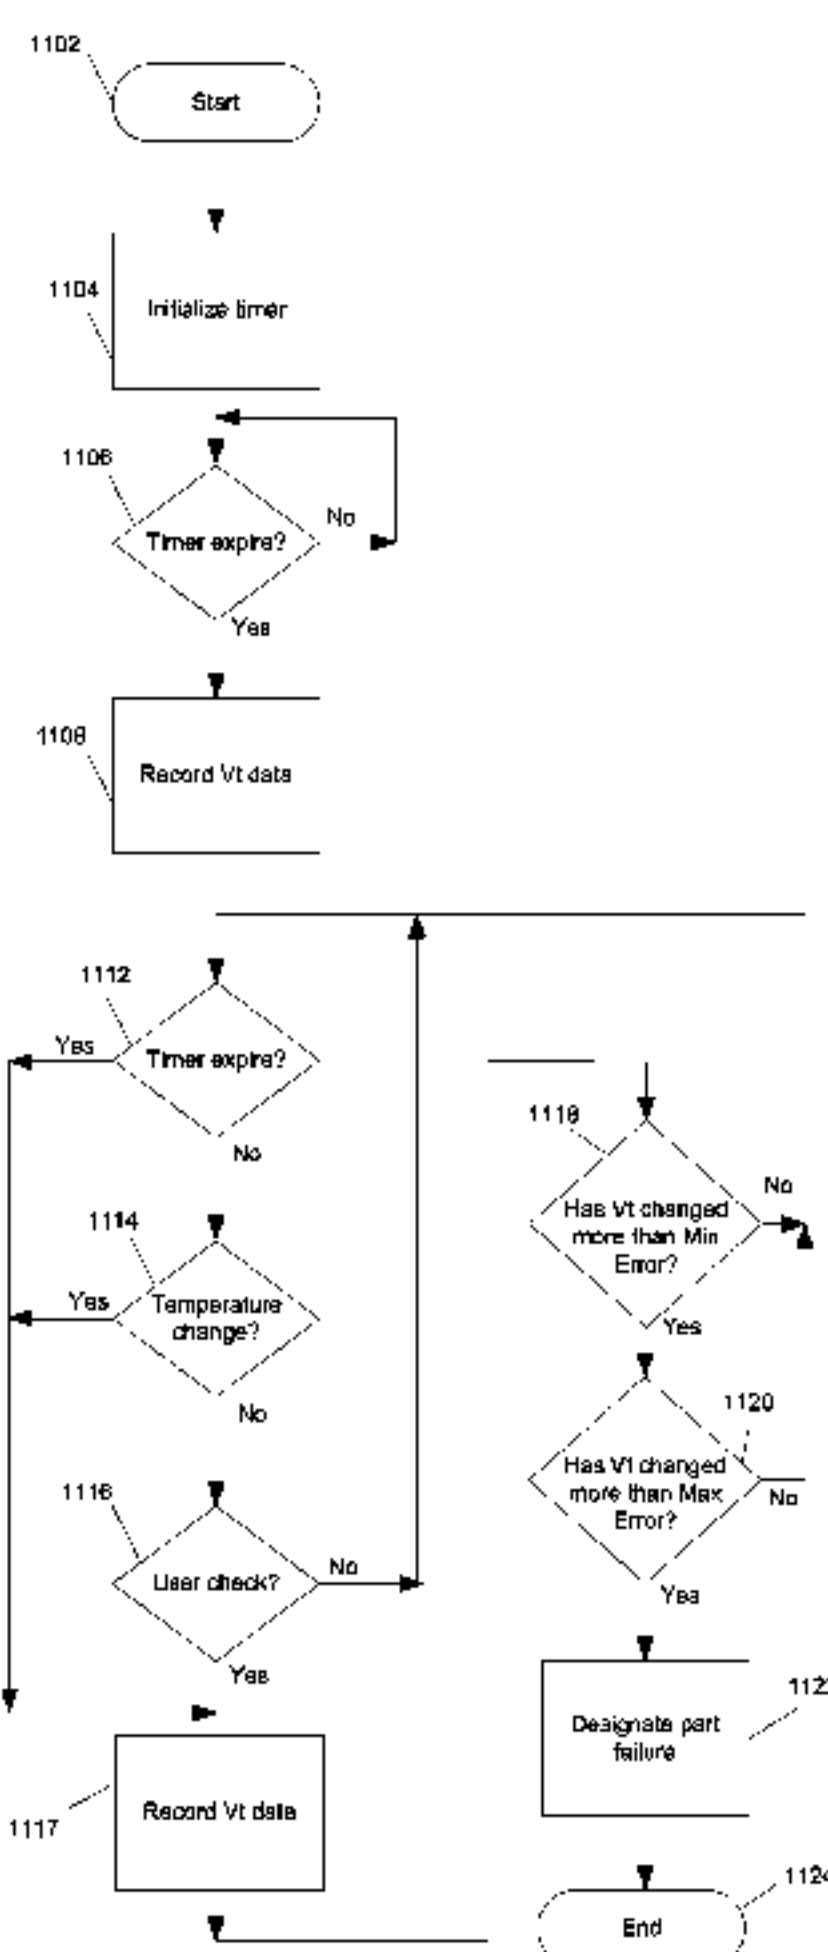 1102
Start
1104
Initialize timer
1106
Timer expire?
No
Yes
1108
Record Vt data
1112
Timer expire?
Yes
No
1114
Temperature
change?
Yes
No
1116
User check?
No
Yes
1117
Record Vt data
1118
Has Vt changed
more than Min
Error?
No
Yes
1120
Has Vt changed
more than Max
Error?
No
Yes
Designate part
failure
1124
End